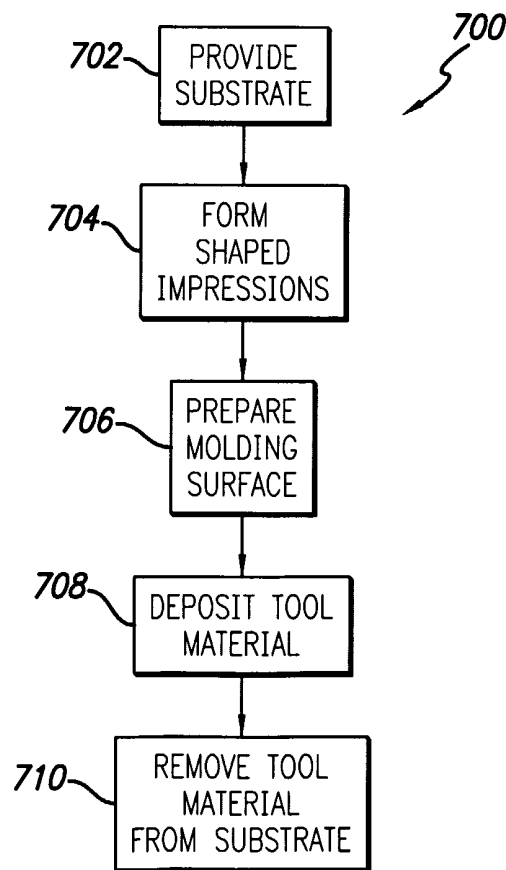 700
702
PROVIDE
SUBSTRATE
704
FORM
SHAPED
IMPRESSIONS
706
PREPARE
MOLDING
SURFACE
708
DEPOSIT TOOL
MATERIAL
710
REMOVE TOOL
MATERIAL
FROM SUBSTRATE